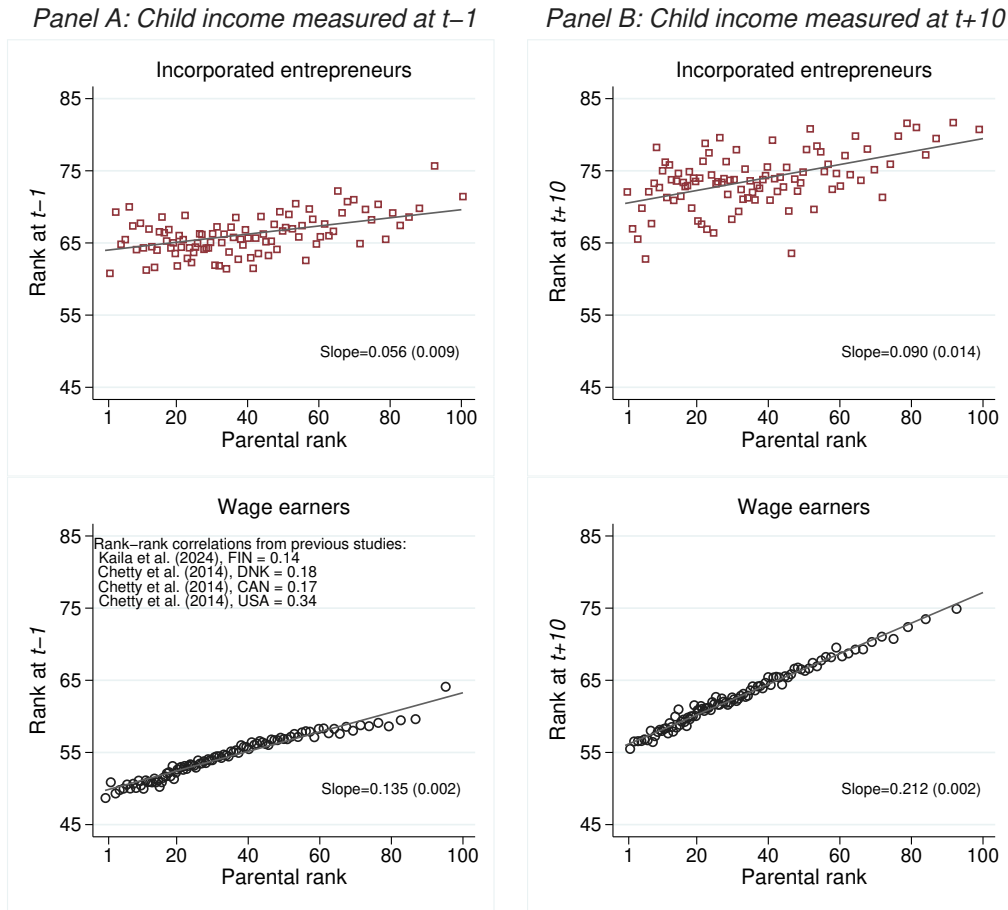 Panel A: Child income measured at t−1
Panel B: Child income measured at t+10
Incorporated entrepreneurs
85
75
65
55
45
Rank at t−1
Slope=0.056 (0.009)
1 20 40 60 80 100
Parental rank
Incorporated entrepreneurs
85
75
65
55
45
Rank at t+10
Slope=0.090 (0.014)
1 20 40 60 80 100
Parental rank
Wage earners
85
75
65
55
45
Rank at t−1
Rank−rank correlations from previous studies:
Kaila et al. (2024), FIN = 0.14
Chetty et al. (2014), DNK = 0.18
Chetty et al. (2014), CAN = 0.17
Chetty et al. (2014), USA = 0.34
Slope=0.135 (0.002)
1 20 40 60 80 100
Parental rank
Wage earners
85
75
65
55
45
Rank at t+10
Slope=0.212 (0.002)
1 20 40 60 80 100
Parental rank